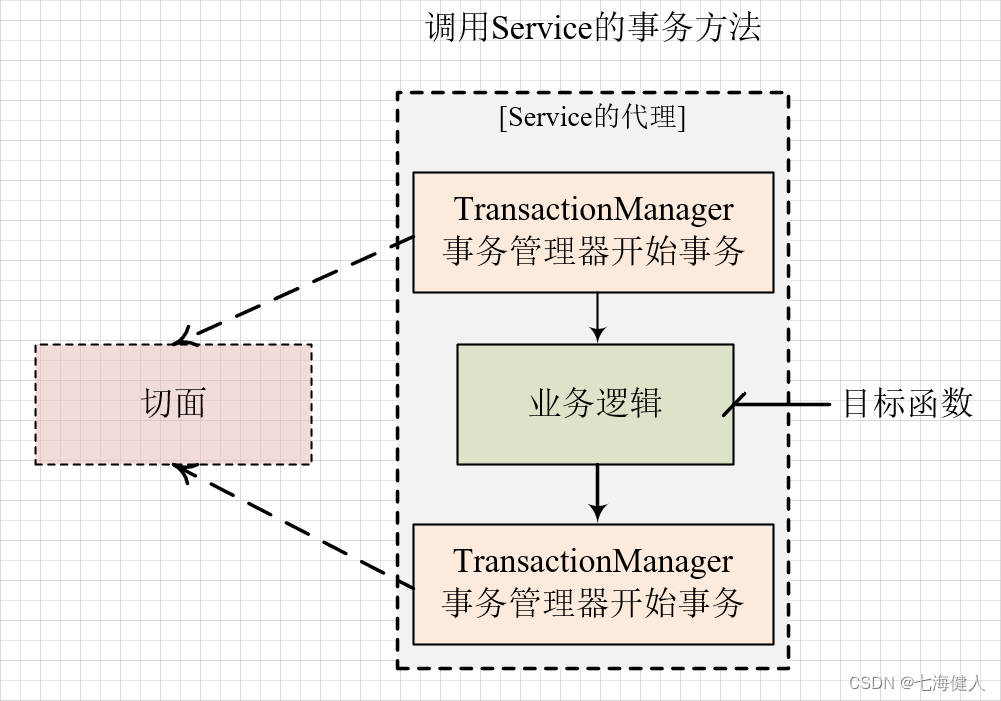 调用Service的事务方法
[Service的代理]
TransactionManager
事务管理器开始事务
切面
业务逻辑
目标函数
TransactionManager
事务管理器开始事务
CSDN @七海健人